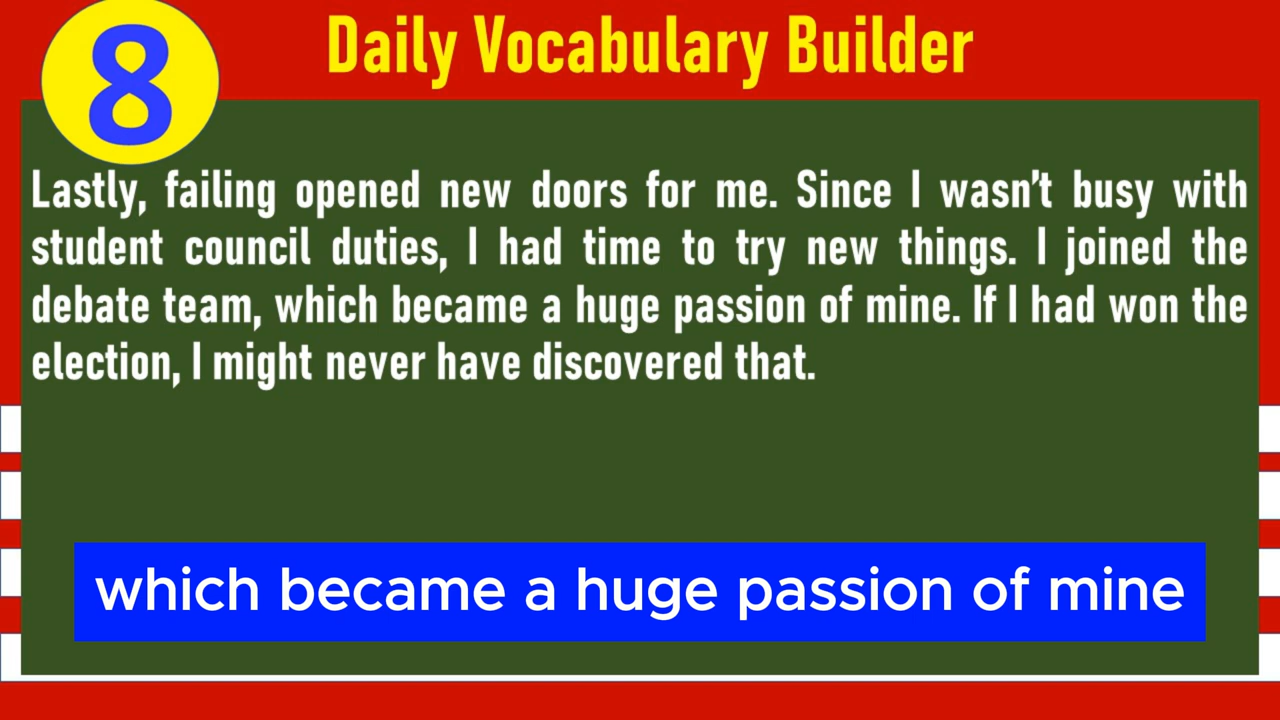 8
Daily Vocabulary Builder
Lastly, failing opened new doors for me. Since I wasn't busy with
student council duties, I had time to try new things. I joined the
debate team, which became a huge passion of mine. If I had won the
election, I might never have discovered that.
which became a huge passion of mine